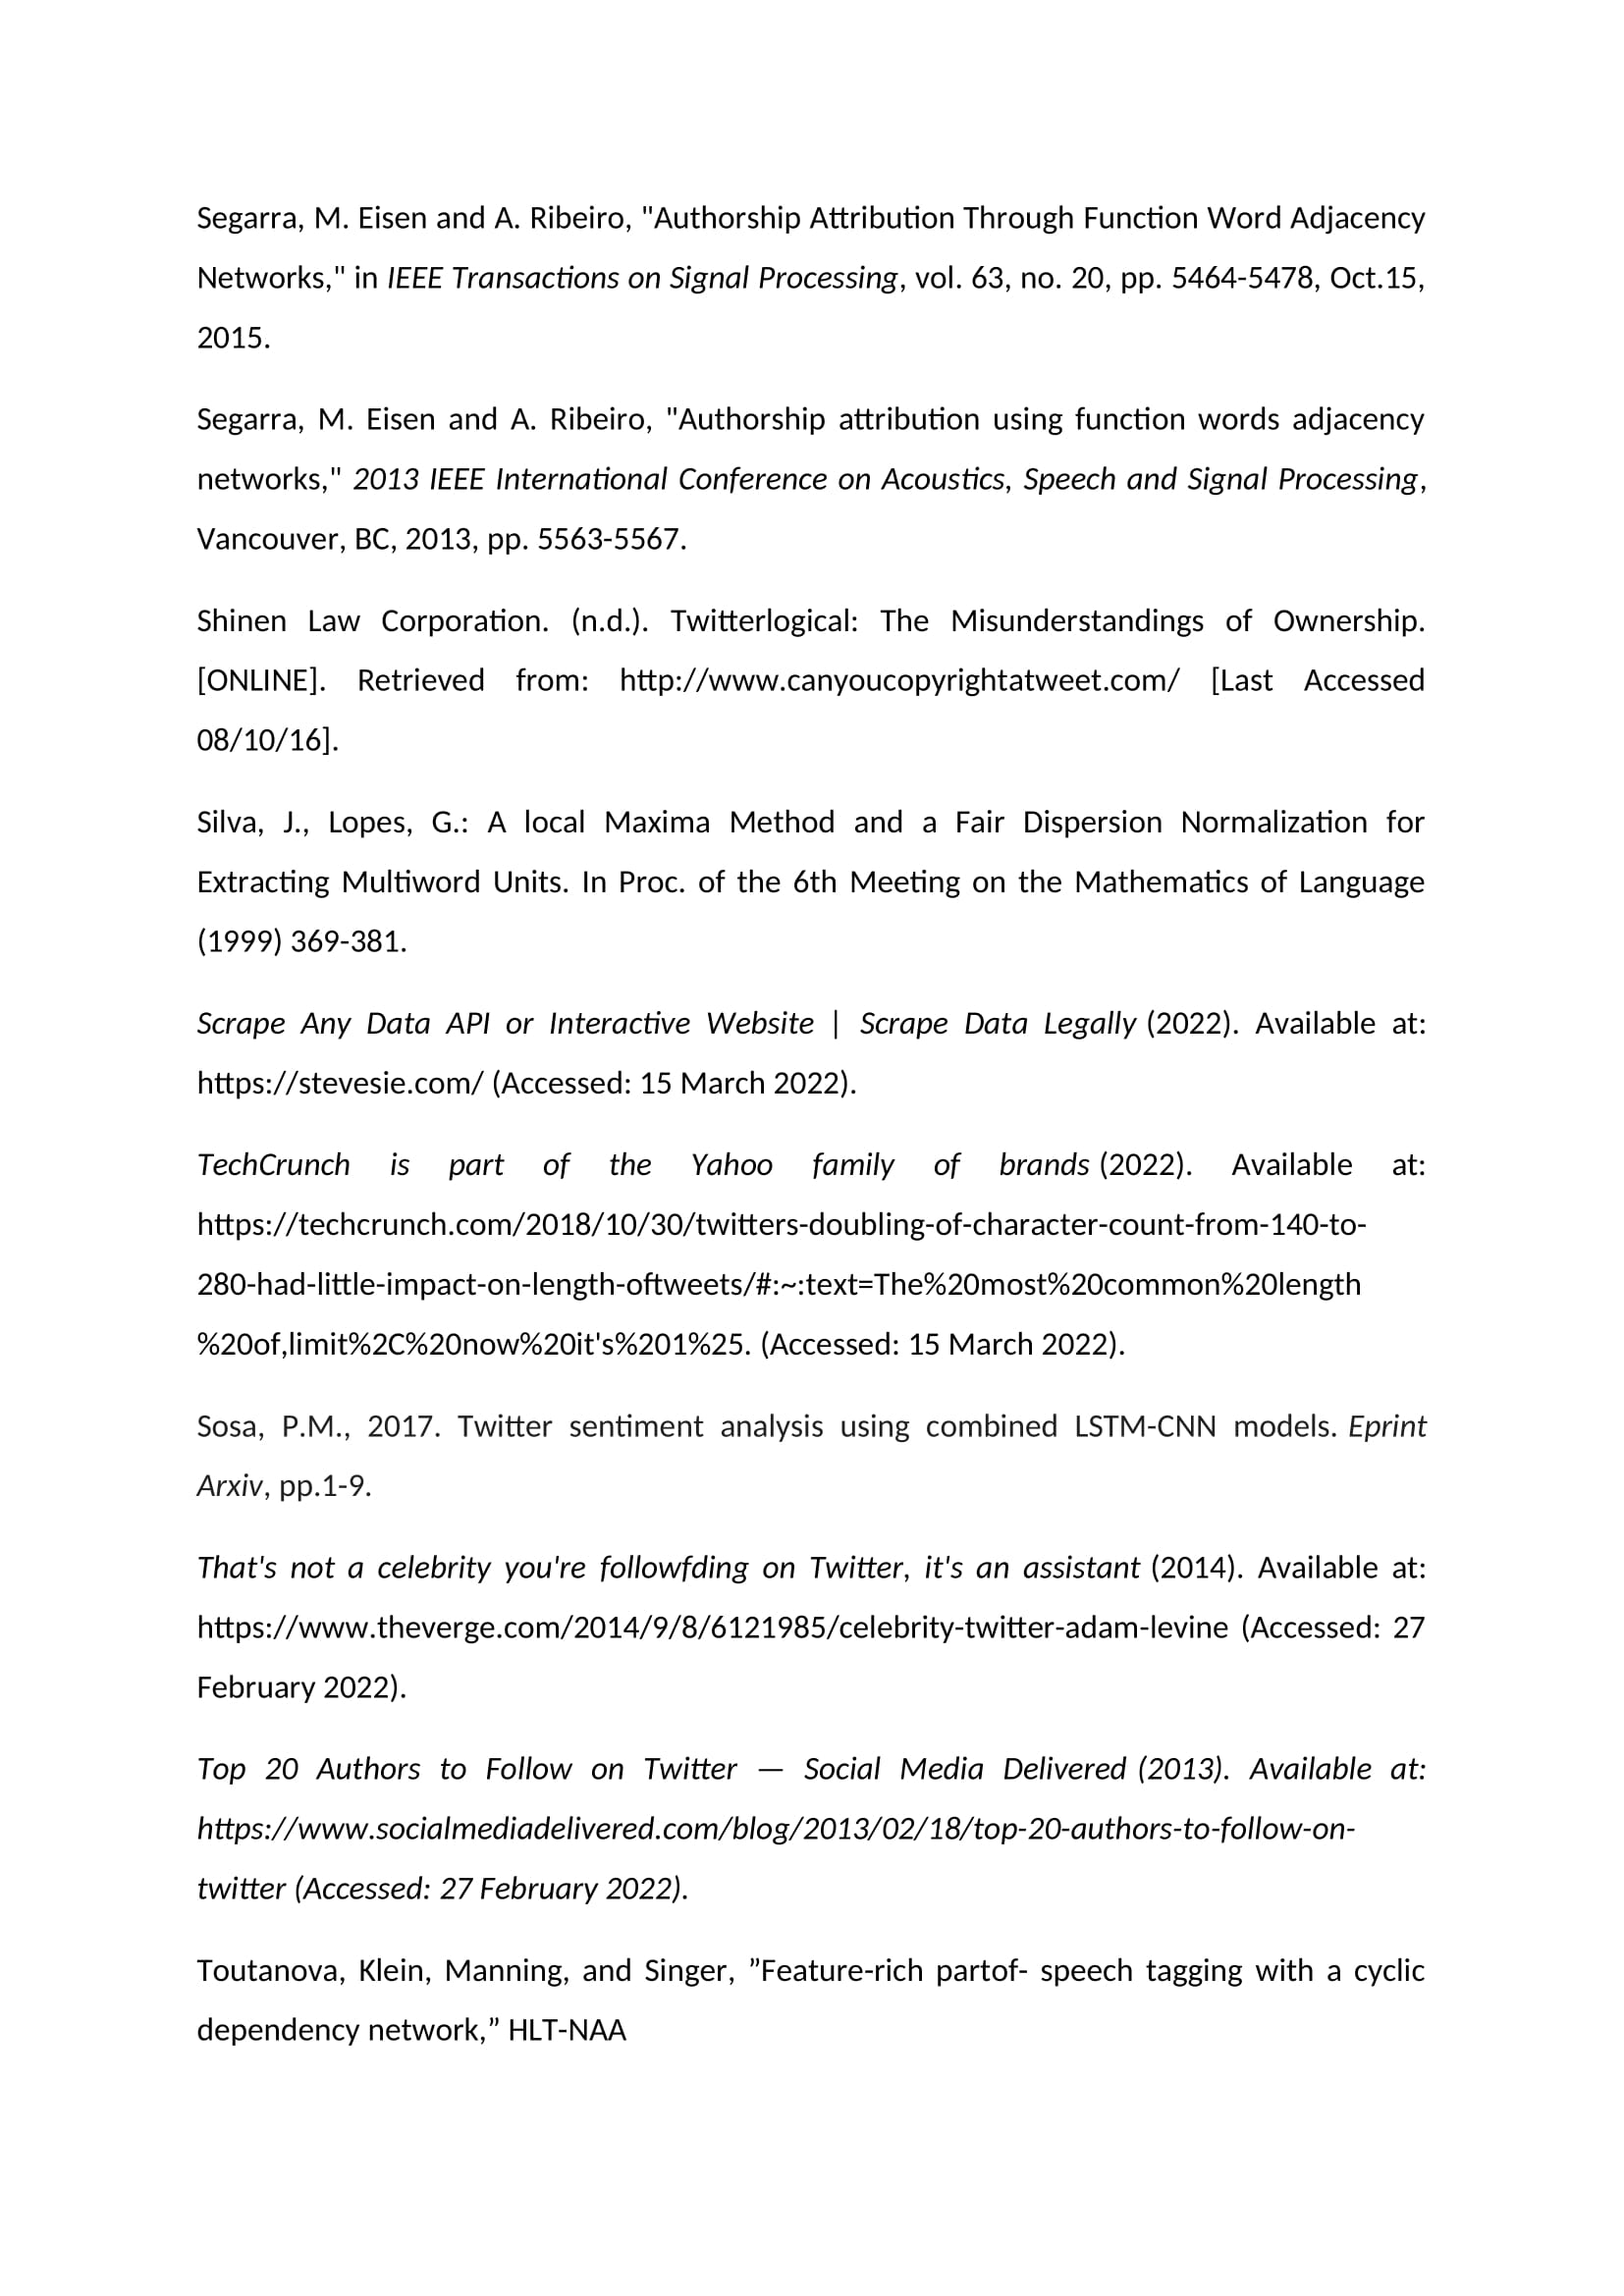 Segarra, M. Eisen and A. Ribeiro, "Authorship Attribution Through Function Word Adjacency
Networks," in IEEE Transactions on Signal Processing, vol. 63, no. 20, pp. 5464-5478, Oct.15,
2015.
Segarra, M. Eisen and A. Ribeiro, "Authorship attribution using function words adjacency
networks," 2013 IEEE International Conference on Acoustics, Speech and Signal Processing,
Vancouver, BC, 2013, pp. 5563-5567.
Shinen Law Corporation. (n.d.). Twitterlogical: The Misunderstandings of Ownership.
[ONLINE]. Retrieved from: http://www.canyoucopyrightatweet.com/ [Last Accessed
08/10/16].
Silva, J., Lopes, G.: A local Maxima Method and a Fair Dispersion Normalization for
Extracting Multiword Units. In Proc. of the 6th Meeting on the Mathematics of Language
(1999) 369-381.
Scrape Any Data API or Interactive Website | Scrape Data Legally (2022). Available at:
https://stevesie.com/ (Accessed: 15 March 2022).
TechCrunch is part of the Yahoo family of brands (2022). Available at:
https://techcrunch.com/2018/10/30/twitters-doubling-of-character-count-from-140-to-
280-had-little-impact-on-length-oftweets/#:~:text=The%20most%20common%20length
%20of,limit%2C%20now%20it's%201%25. (Accessed: 15 March 2022).
Sosa, P.M., 2017. Twitter sentiment analysis using combined LSTM-CNN models. Eprint
Arxiv, pp.1-9.
That's not a celebrity you're followfding on Twitter, it's an assistant (2014). Available at:
https://www.theverge.com/2014/9/8/6121985/celebrity-twitter-adam-levine (Accessed: 27
February 2022).
Top 20 Authors to Follow on Twitter — Social Media Delivered (2013). Available at:
https://www.socialmediadelivered.com/blog/2013/02/18/top-20-authors-to-follow-on-
twitter (Accessed: 27 February 2022).
Toutanova, Klein, Manning, and Singer, ”Feature-rich partof- speech tagging with a cyclic
dependency network,” HLT-NAA